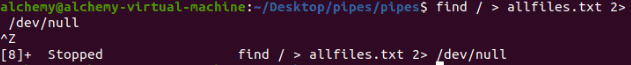 alchemy@alchemy-virtual-machine:~/Desktop/pipes/pipes$ find / > allfiles.txt 2>
 /dev/null
^Z
[8]+  Stopped                 find / > allfiles.txt 2> /dev/null